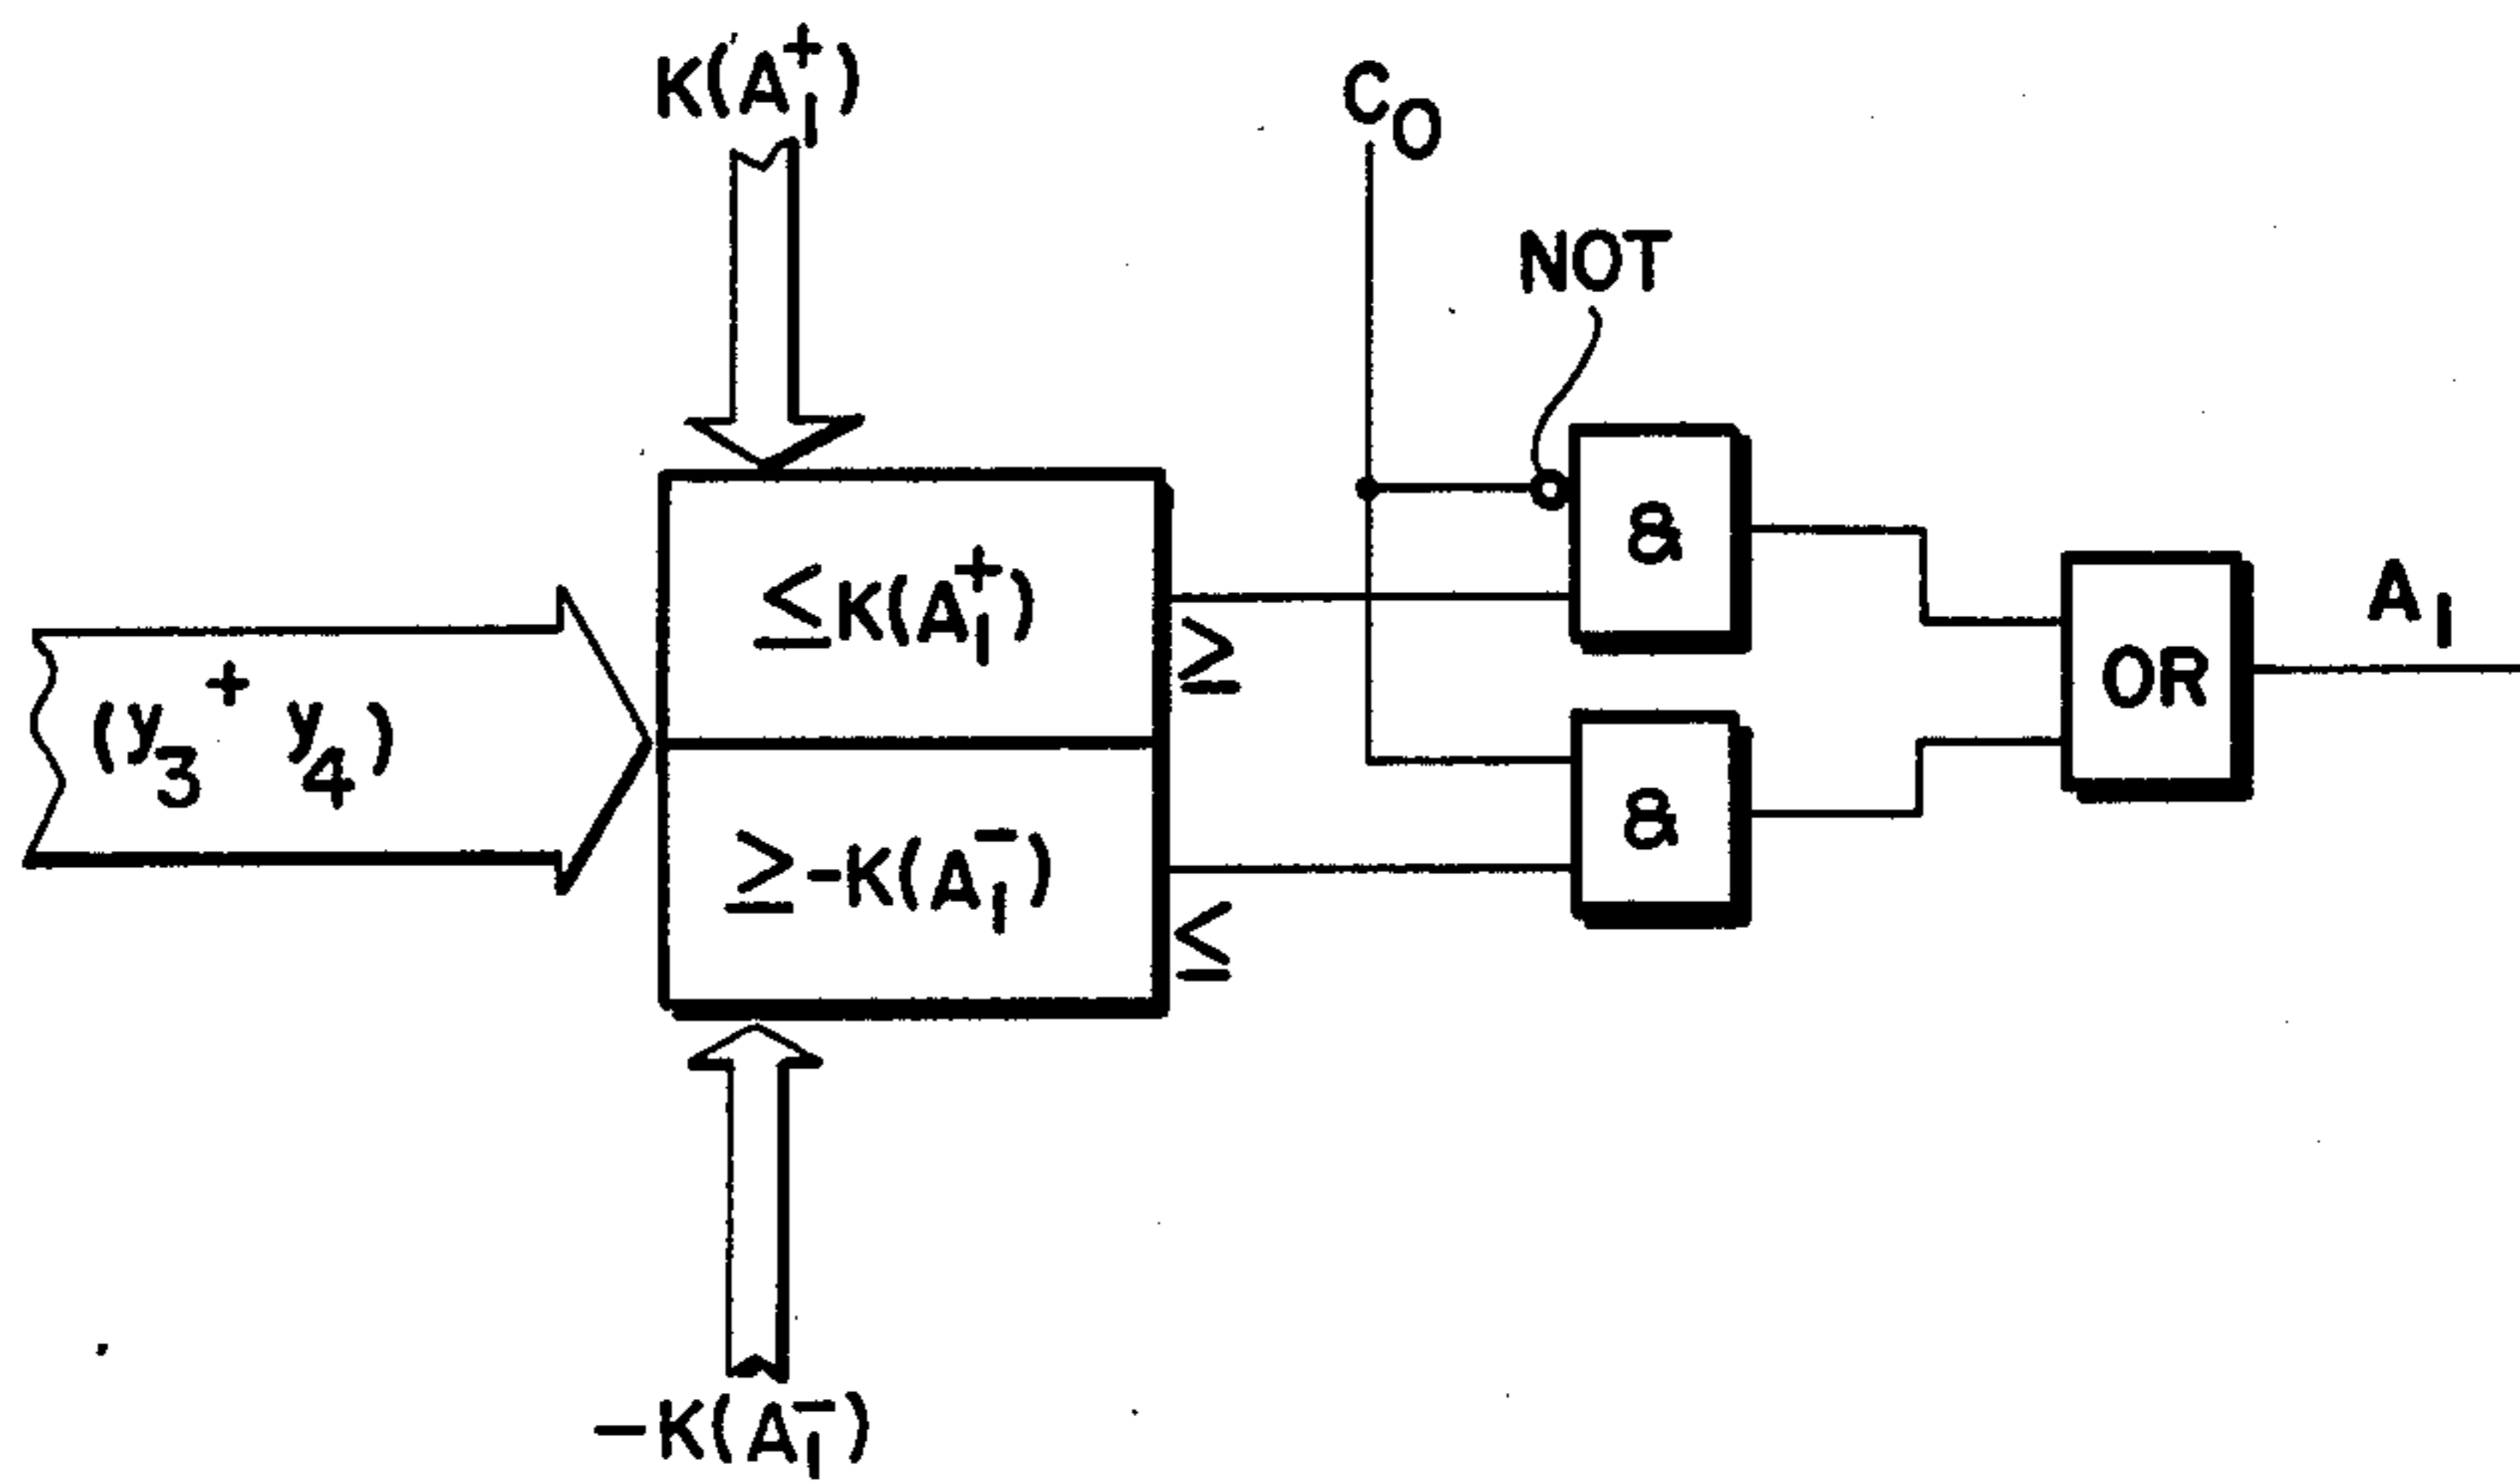 K(A₁⁺)
C₀
NOT
&
≤K(A₁⁺)
≥
(y₃ + y₄)
OR
A₁
&
≥-K(A₁⁻)
≤
-K(A₁⁻)